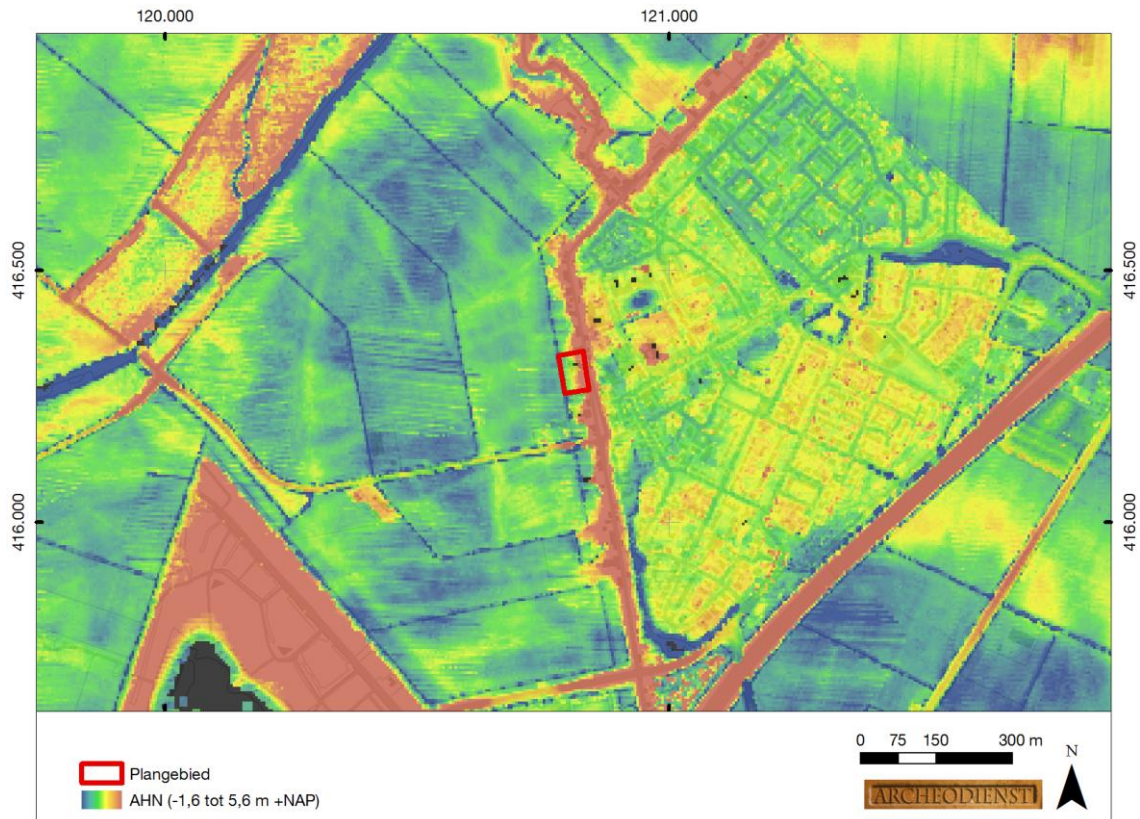 120.000 121.000
416.500 416.500
416.000 416.000
0 75 150 300 m N
Plangebied
AHN (-1,6 tot 5,6 m +NAP)
ARCHEODIENST